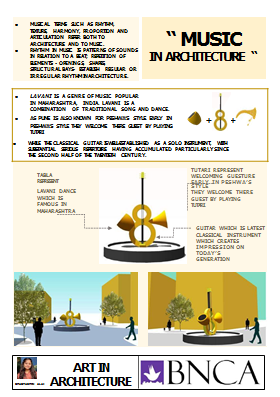 MUSICAL TERMS SUCH AS RHYTHM,
TEXTURE, HARMONY, PROPORTION AND
ARTICULATION REFER BOTH TO
ARCHITECTURE AND TO MUSIC.
RHYTHM IN MUSIC IS PATTERNS OF SOUNDS
IN RELATION TO A BEAT; REPETITION OF
ELEMENTS - OPENINGS, SHAPES,
STRUCTURAL BAYS- ESTABLISH REGULAR OR
IRREGULAR RHYTHM IN ARCHITECTURE.
“ MUSIC
IN ARCHITECTURE “
LAVANI IS A GENRE OF MUSIC POPULAR
IN MAHARASHTRA, INDIA. LAVANI IS A
COMBINATION OF TRADITIONAL SONG AND DANCE.
AS PUNE IS ALSO KNOWN FOR PESHWA'S STYLE EARLY IN
PESHWA'S STYLE THEY WELCOME THERE GUEST BY PLAYING
TUTARI
WHILE THE CLASSICAL GUITAR IS WELL ESTABLISHED AS A SOLO INSTRUMENT, WITH
SUBSTANTIAL SERIOUS REPERTOIRE HAVING ACCUMULATED PARTICULARLY SINCE
THE SECOND HALF OF THE TWENTIETH CENTURY.
TABLA
REPRESENT
LAVANI DANCE
WHICH IS
FAMOUS IN
MAHARASHTRA
TUTARI REPRESENT
WELCOMING GUESTURE
EARLY IN PESHWA'S
STYLE
THEY WELCOME THERE
GUEST BY PLAYING
TUTARI
GUITAR WHICH IS LATEST
CLASSICAL INSTRUMENT
WHICH CREATES
IMPRESSION ON
TODAY'S
GENERATION
ART IN
ARCHITECTURE
BNCA